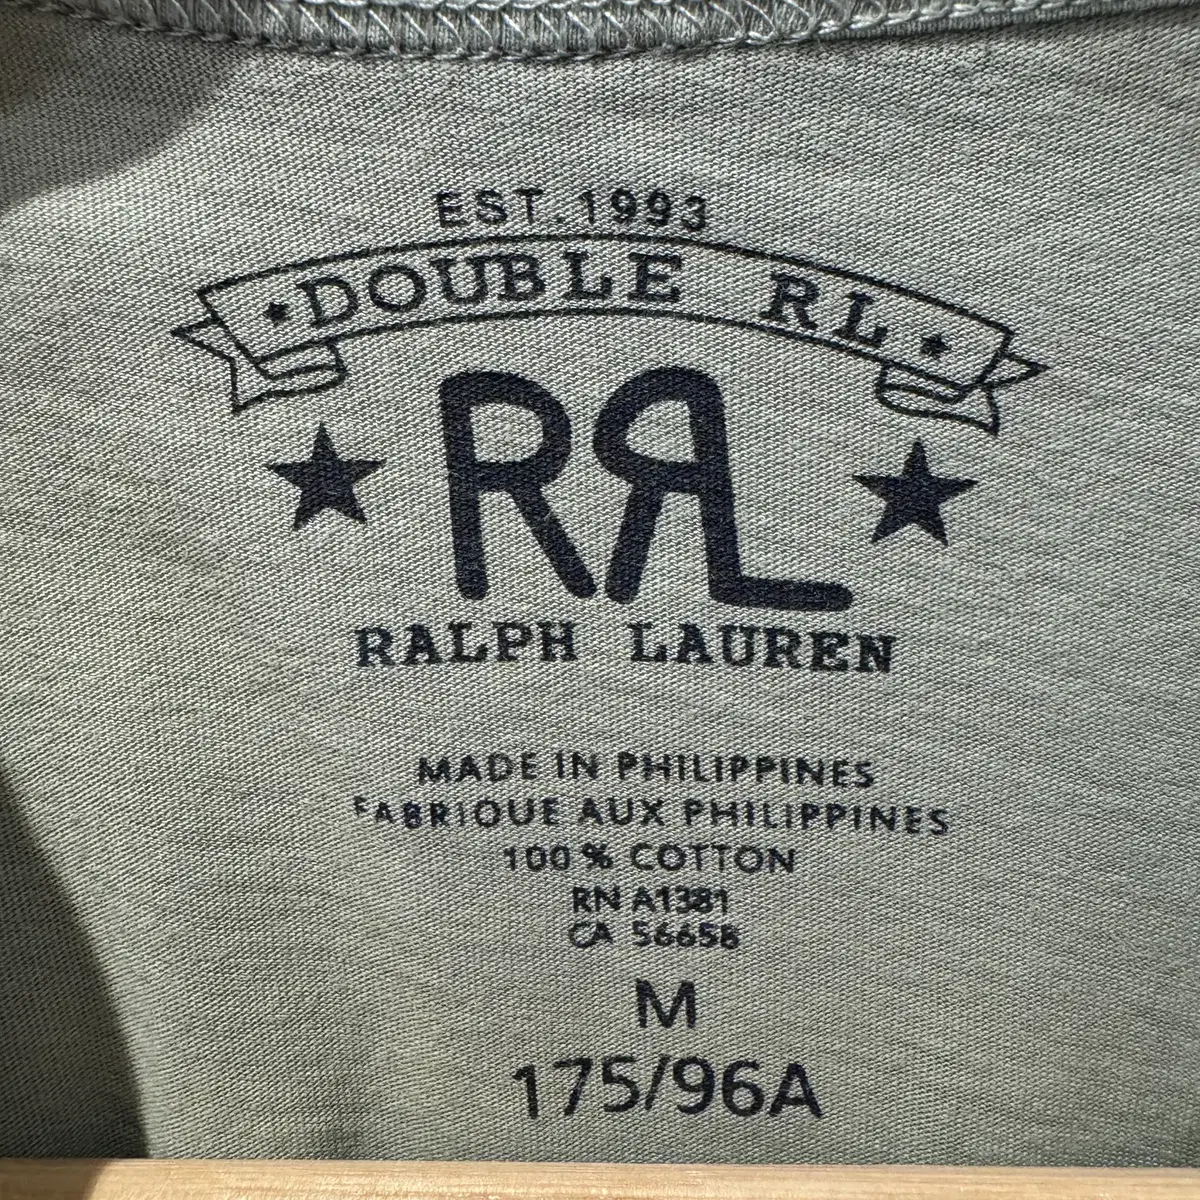 EST.1993
DOUBLE RL
RRL
RALPH LAUREN
MADE IN PHILIPPINES
FABRIQUE AUX PHILIPPINES
100% COTTON
RN A1381
CA 56658
M
175/96A